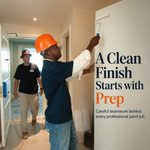 A Clean
Finish
Starts with
Prep
Careful teamwork behind
every professional paint job